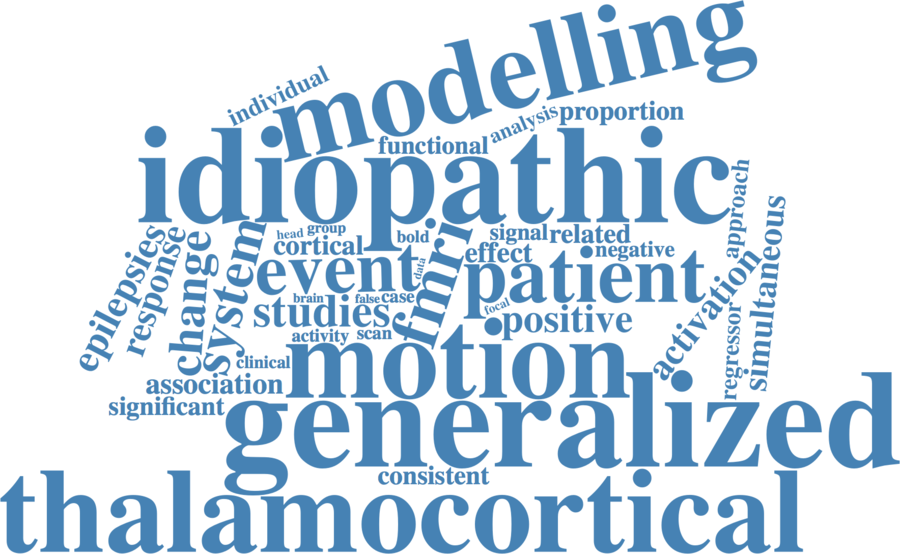 modelling
individual
analysis
proportion
functional
idiopathic
approach
simultaneous
head
group
bold
signal
related
cortical
effect
negative
epilepsies
response
change
system
event
data
fmri
patient
activation
brain
false
case
focal
studies
positive
regressor
activity
scan
motion
clinical
association
significant
generalized
consistent
thalamocortical